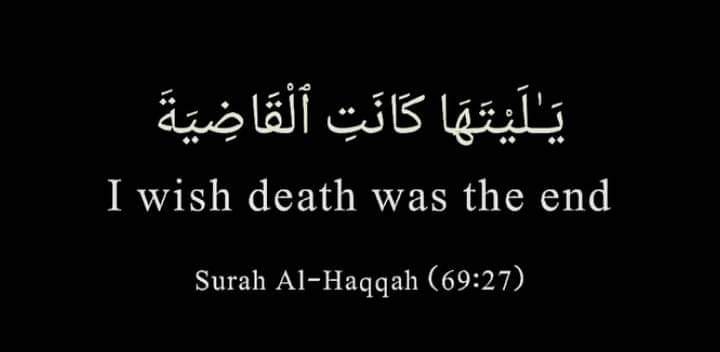 يَـٰلَيْتَهَا كَانَتِ ٱلْقَاضِيَةَ
I wish death was the end
Surah Al-Haqqah (69:27)